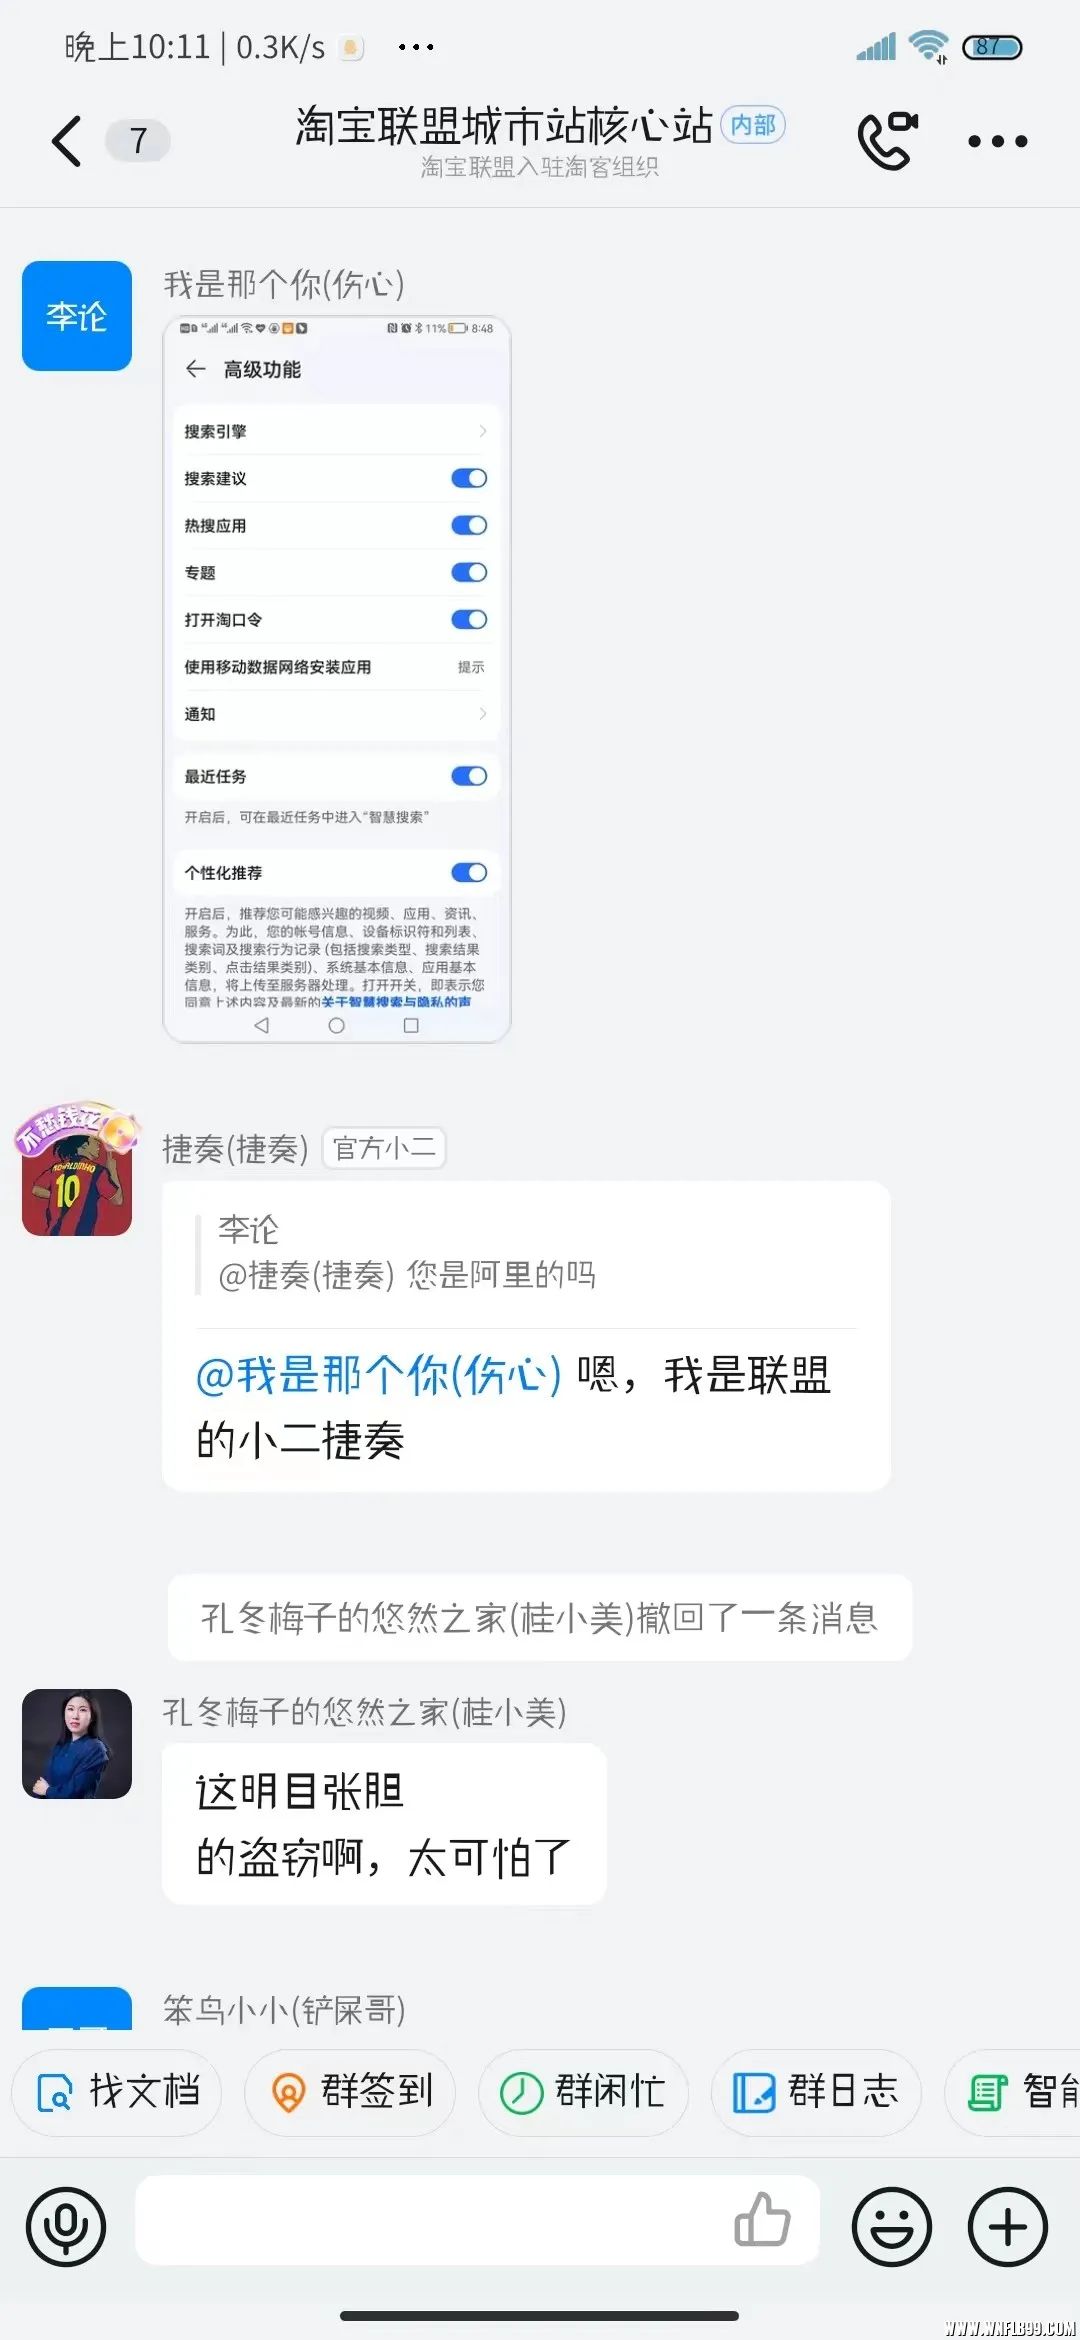 晚上10:11 | 0.3K/s
87
7
淘宝联盟城市站核心站 内部
淘宝联盟入驻淘客组织
李论
我是那个你(伤心)
11% 8:48
高级功能
搜索引擎
搜索建议
热搜应用
专题
打开淘口令
使用移动数据网络安装应用 提示
通知
最近任务
开启后，可在最近任务中进入“智慧搜索”
个性化推荐
开启后，推荐您可能感兴趣的视频、应用、资讯、
服务。为此，您的帐号信息、设备标识符和列表、
搜索词及搜索行为记录 (包括搜索类型、搜索结果
类别、点击结果类别)、系统基本信息、应用基本
信息，将上传至服务器处理。打开开关，即表示您
同意上述内容及最新的关于智慧搜索与隐私的声
不愁钱花
RONALDINHO
10
捷奏(捷奏) 官方小二
李论
@捷奏(捷奏) 您是阿里的吗
@我是那个你(伤心) 嗯，我是联盟
的小二捷奏
孔冬梅子的悠然之家(桂小美)撤回了一条消息
孔冬梅子的悠然之家(桂小美)
这明目张胆
的盗窃啊，太可怕了
笨鸟小小(铲屎哥)
找文档 群签到 群闲忙 群日志 智能
WWW.WNFLB99.COM